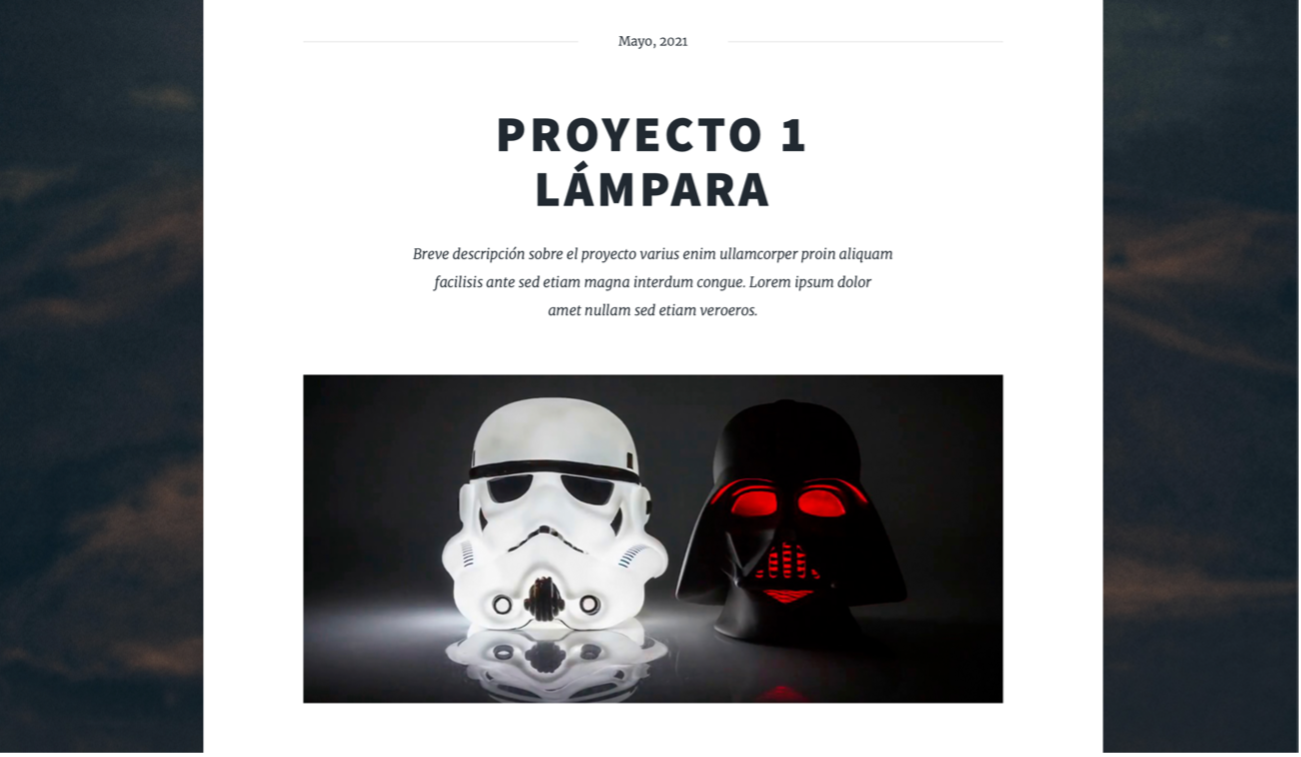 Mayo, 2021
PROYECTO 1
LÁMPARA
Breve descripción sobre el proyecto varius enim ullamcorper proin aliquam
facilisis ante sed etiam magna interdum congue. Lorem ipsum dolor
amet nullam sed etiam veroeros.